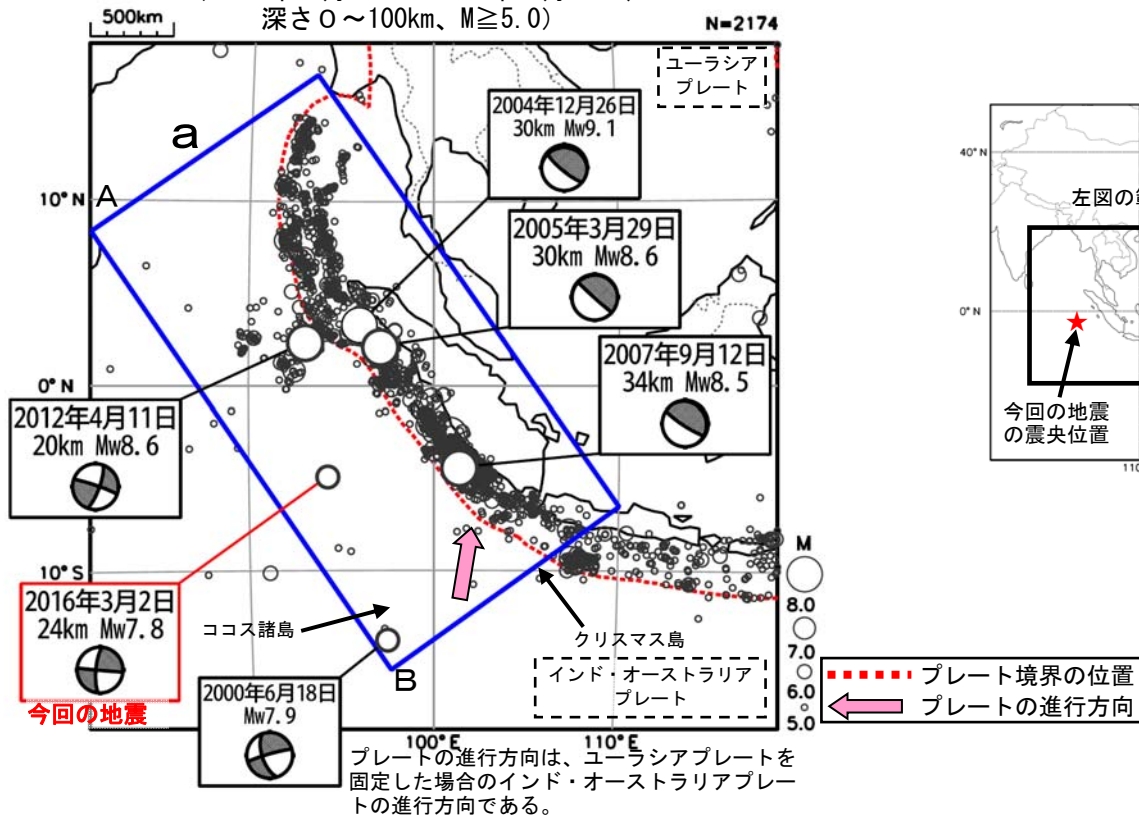 深さ0～100km、M≧5.0)
500km
N=2174
ユーラシア
プレート
2004年12月26日
30km Mw9.1
a
A
10°N
2005年3月29日
30km Mw8.6
2007年9月12日
34km Mw8.5
0°N
2012年4月11日
20km Mw8.6
10°S
2016年3月2日
24km Mw7.8
今回の地震
ココス諸島
クリスマス島
B
2000年6月18日
Mw7.9
インド・オーストラリア
プレート
100°E
110°E
M
8.0
7.0
6.0
5.0
プレート境界の位置
プレートの進行方向
プレートの進行方向は、ユーラシアプレートを
固定した場合のインド・オーストラリアプレー
トの進行方向である。
40°N
左図の
0°N
今回の地震
の震央位置
110